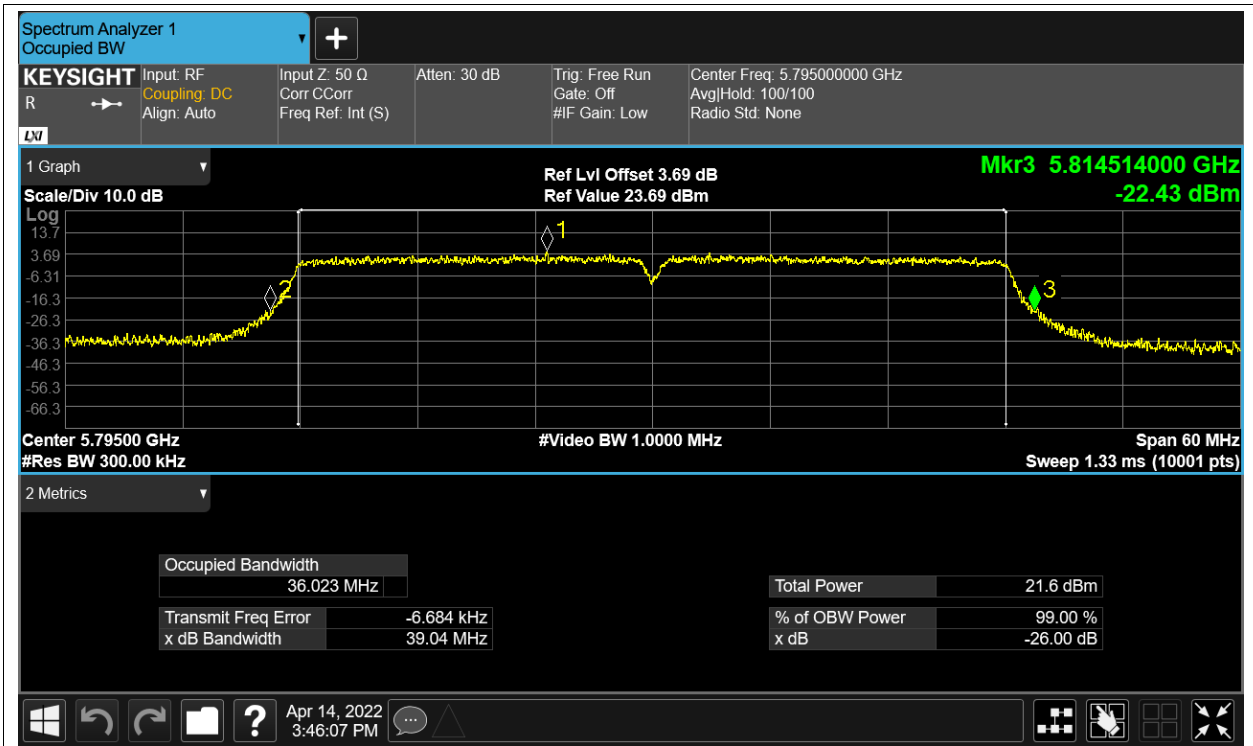 Spectrum Analyzer 1
Occupied BW
KEYSIGHT
R
LXI
Input: RF
Coupling: DC
Align: Auto
Input Z: 50 Ω
Corr CCorr
Freq Ref: Int (S)
Atten: 30 dB
Trig: Free Run
Gate: Off
#IF Gain: Low
Center Freq: 5.795000000 GHz
Avg|Hold: 100/100
Radio Std: None
1 Graph
Scale/Div 10.0 dB
Ref Lvl Offset 3.69 dB
Ref Value 23.69 dBm
Mkr3 5.814514000 GHz
-22.43 dBm
Log
13.7
3.69
-6.31
-16.3
-26.3
-36.3
-46.3
-56.3
-66.3
1
2
3
Center 5.79500 GHz
#Res BW 300.00 kHz
#Video BW 1.0000 MHz
Span 60 MHz
Sweep 1.33 ms (10001 pts)
2 Metrics
Occupied Bandwidth
36.023 MHz
Transmit Freq Error -6.684 kHz
x dB Bandwidth 39.04 MHz
Total Power 21.6 dBm
% of OBW Power 99.00 %
x dB -26.00 dB
?
Apr 14, 2022
3:46:07 PM